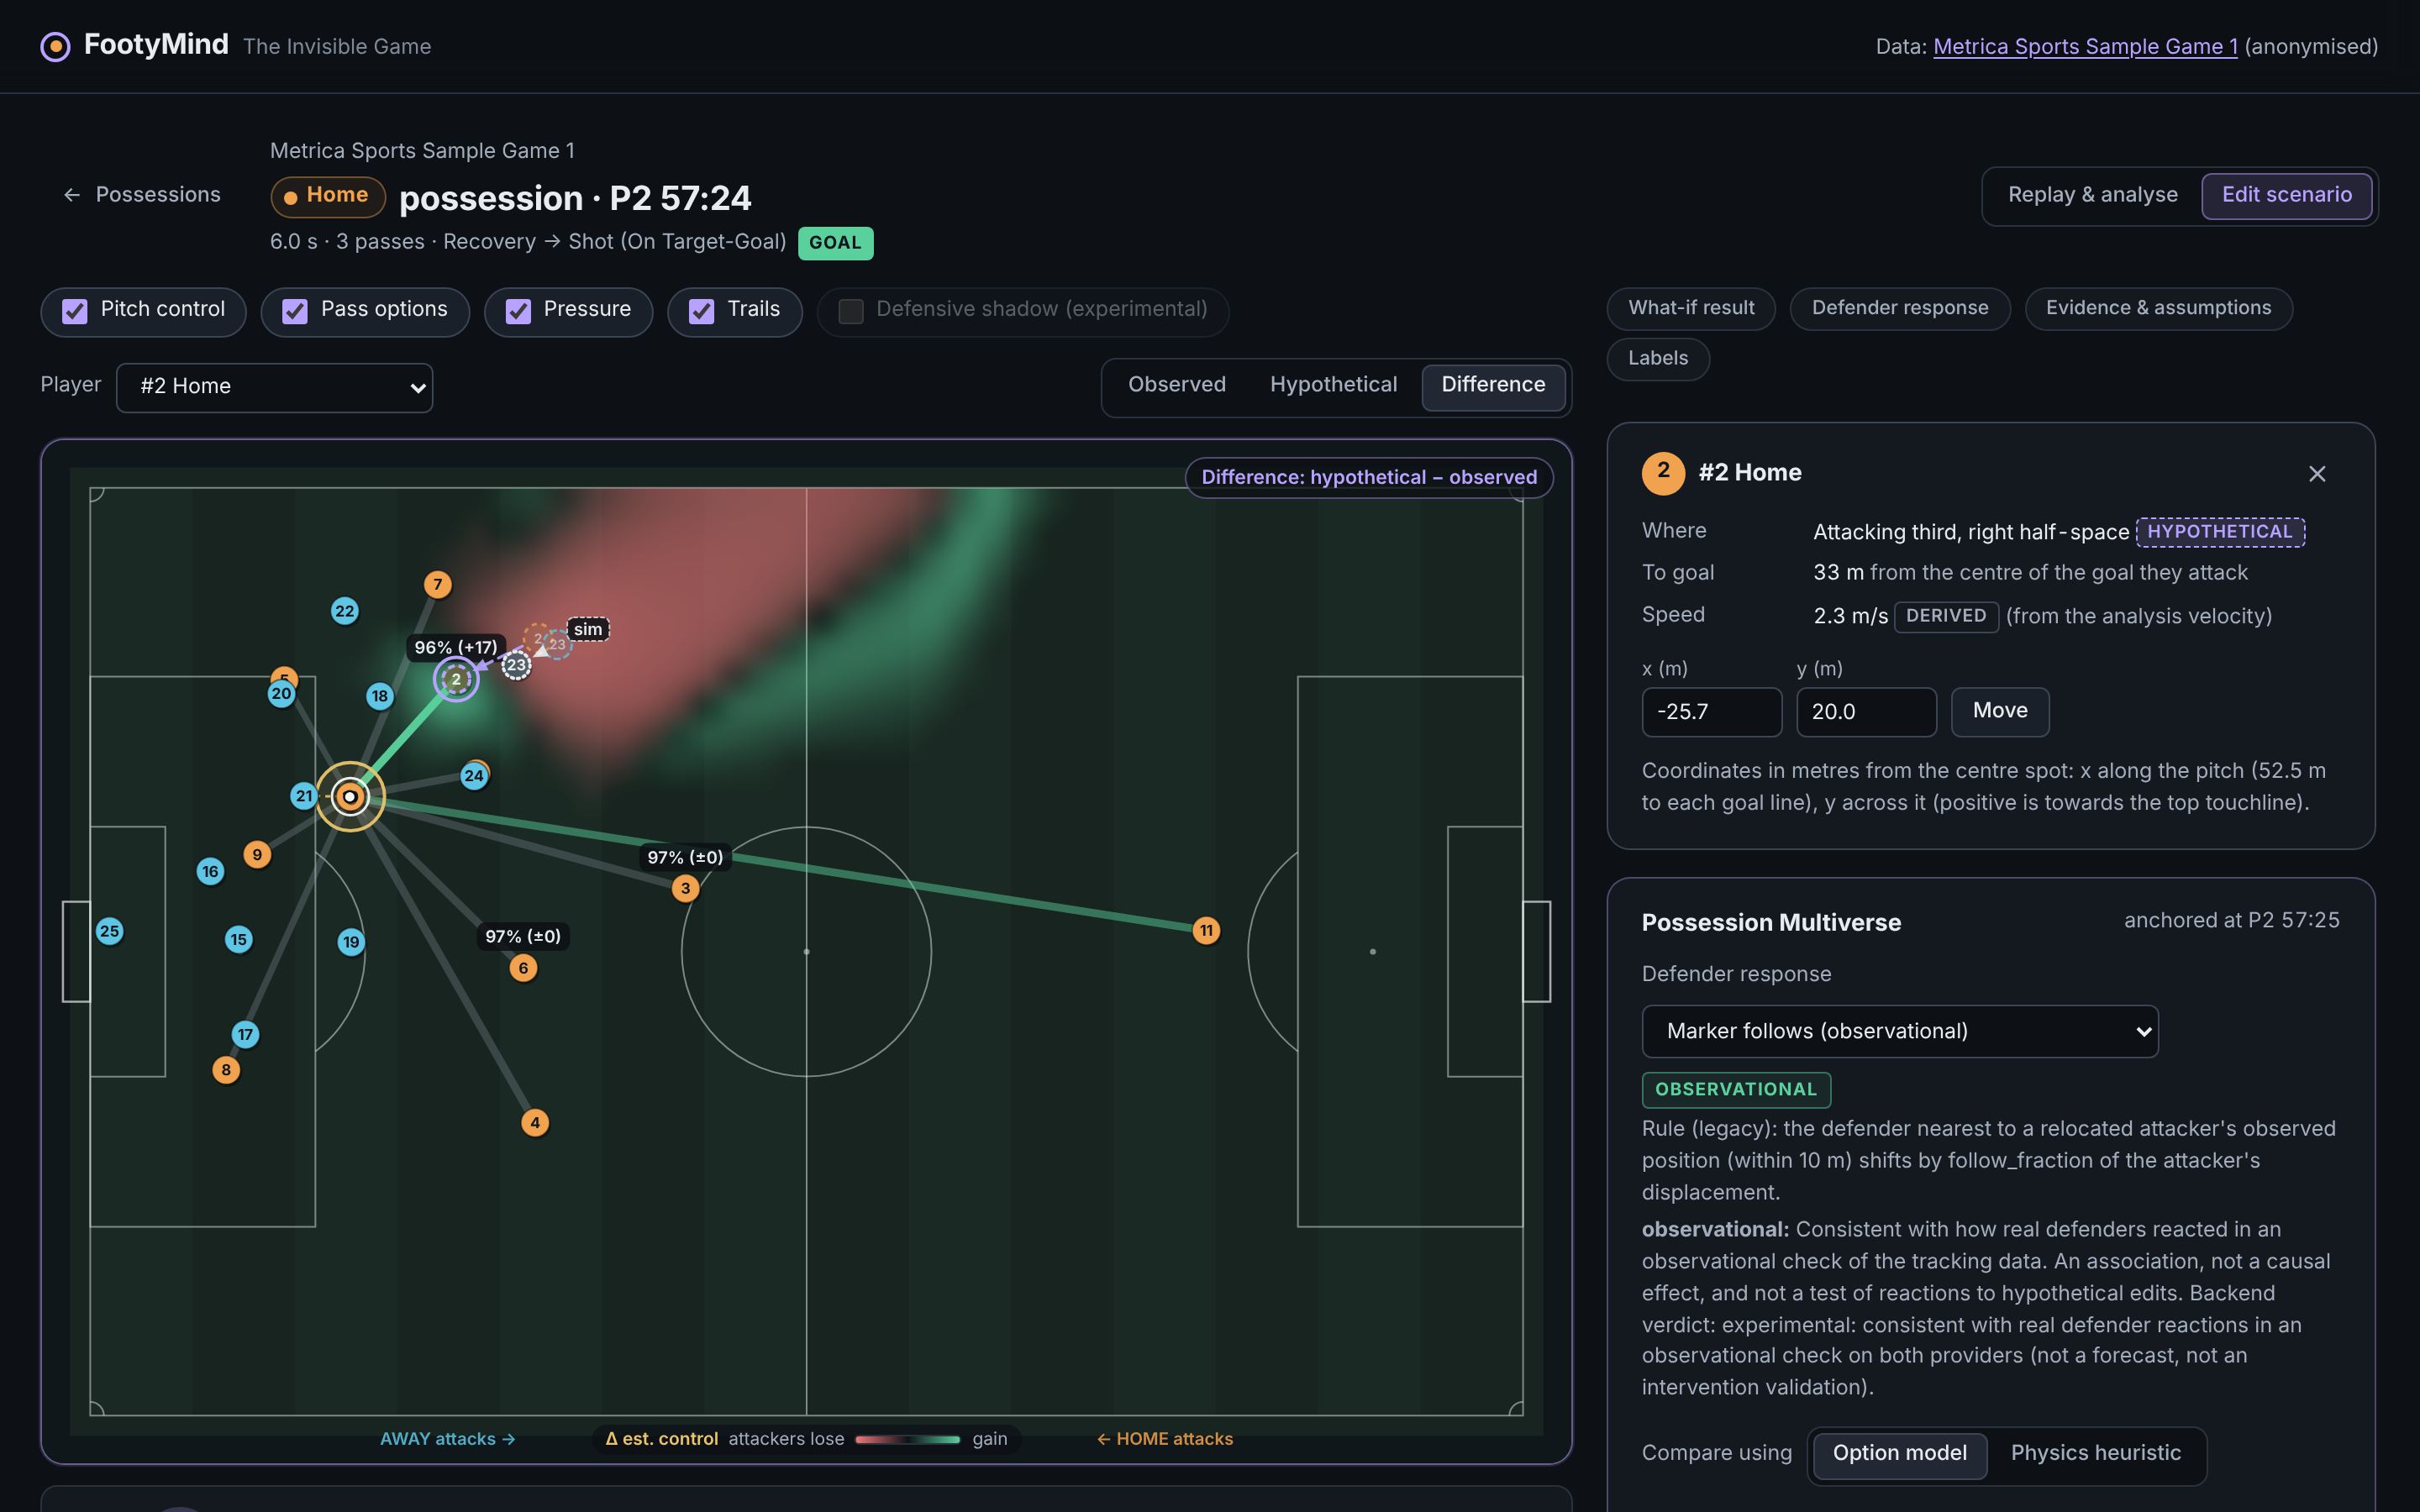 FootyMind The Invisible Game
Data: Metrica Sports Sample Game 1 (anonymised)
← Possessions
Metrica Sports Sample Game 1
Home possession · P2 57:24
6.0 s · 3 passes · Recovery → Shot (On Target-Goal) GOAL
Replay & analyse Edit scenario
Pitch control Pass options Pressure Trails Defensive shadow (experimental)
Player #2 Home
Observed Hypothetical Difference
Difference: hypothetical – observed
7
22
sim
2 23
96% (+17)
23
2
5
20
18
24
21
9
97% (±0)
16
3
11
25
15
19
97% (±0)
6
17
8
4
AWAY attacks →
Δ est. control attackers lose gain
← HOME attacks
What-if result Defender response Evidence & assumptions
Labels
2 #2 Home
Where Attacking third, right half-space HYPOTHETICAL
To goal 33 m from the centre of the goal they attack
Speed 2.3 m/s DERIVED (from the analysis velocity)
x (m) y (m)
-25.7 20.0 Move
Coordinates in metres from the centre spot: x along the pitch (52.5 m
to each goal line), y across it (positive is towards the top touchline).
Possession Multiverse anchored at P2 57:25
Defender response
Marker follows (observational)
OBSERVATIONAL
Rule (legacy): the defender nearest to a relocated attacker's observed
position (within 10 m) shifts by follow_fraction of the attacker's
displacement.
observational: Consistent with how real defenders reacted in an
observational check of the tracking data. An association, not a causal
effect, and not a test of reactions to hypothetical edits. Backend
verdict: experimental: consistent with real defender reactions in an
observational check on both providers (not a forecast, not an
intervention validation).
Compare using Option model Physics heuristic